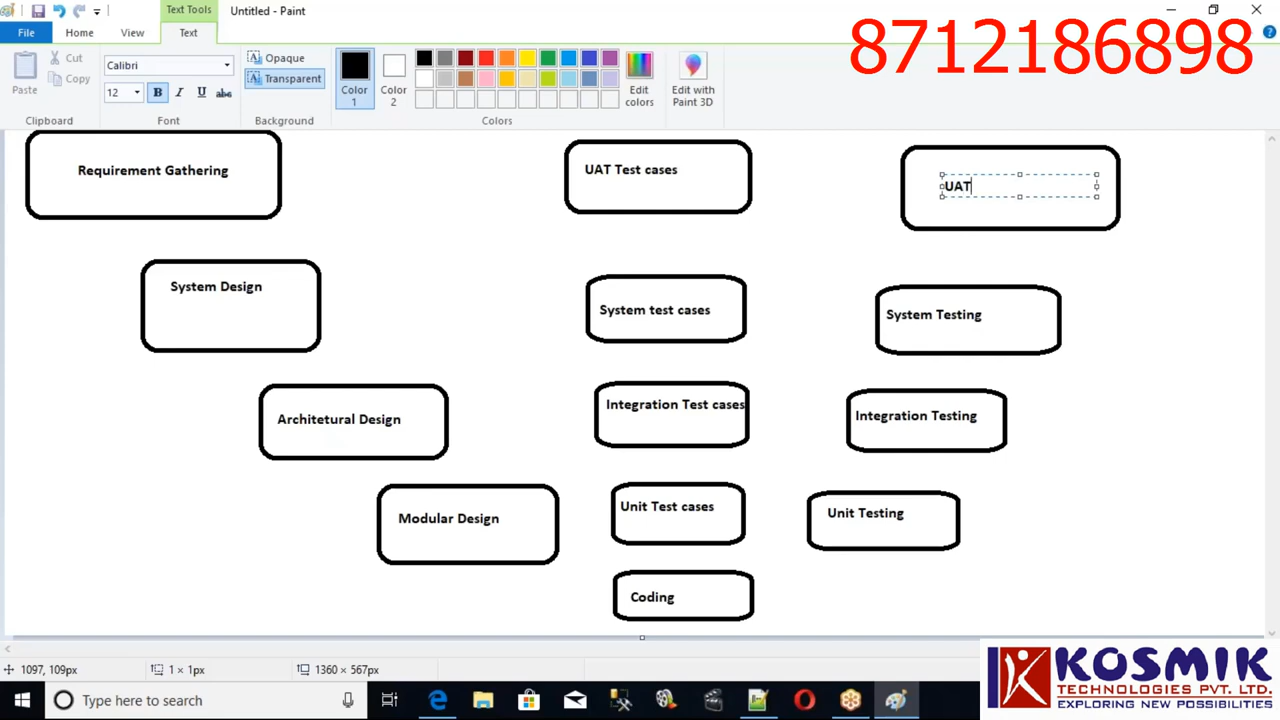 Text Tools
Untitled - Paint
8712186898
File
Home
View
Text
Paste
Cut
Copy
Clipboard
Calibri
12
B I U abc
Font
Opaque
Transparent
Background
Color 1
Color 2
Edit colors
Edit with Paint 3D
Colors
Requirement Gathering
UAT Test cases
UAT
System Design
System test cases
System Testing
Architetural Design
Integration Test cases
Integration Testing
Modular Design
Unit Test cases
Unit Testing
Coding
1097, 109px
1 × 1px
1360 × 567px
Type here to search
KOSMIK
TECHNOLOGIES PVT. LTD.
EXPLORING NEW POSSIBILITIES